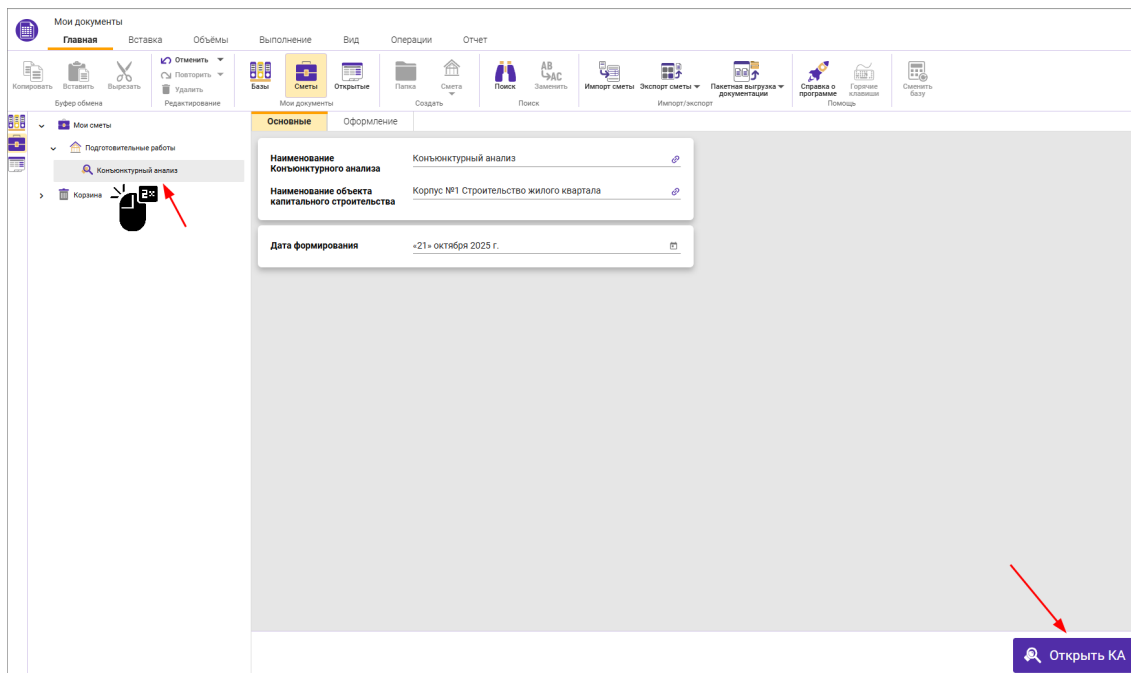 Мои документы
Главная Вставка Объёмы Выполнение Вид Операции Отчет
Копировать Вставить Вырезать
Буфер обмена
Отменить
Повторить
Удалить
Редактирование
Базы Сметы Открытые
Мои документы
Папка Смета
Создать
Поиск
AB
AC
Заменить
Поиск
Импорт сметы Экспорт сметы Пакетная выгрузка
документации
Импорт/экспорт
Справка о
программе
Горячие
клавиши
Помощь
Сменить
базу
Мои сметы
Подготовительные работы
Конъюнктурный анализ
Корзина
2×
Основные Оформление
Наименование
Конъюнктурного анализа
Конъюнктурный анализ
Наименование объекта
капитального строительства
Корпус №1 Строительство жилого квартала
Дата формирования
«21» октября 2025 г.
Открыть КА